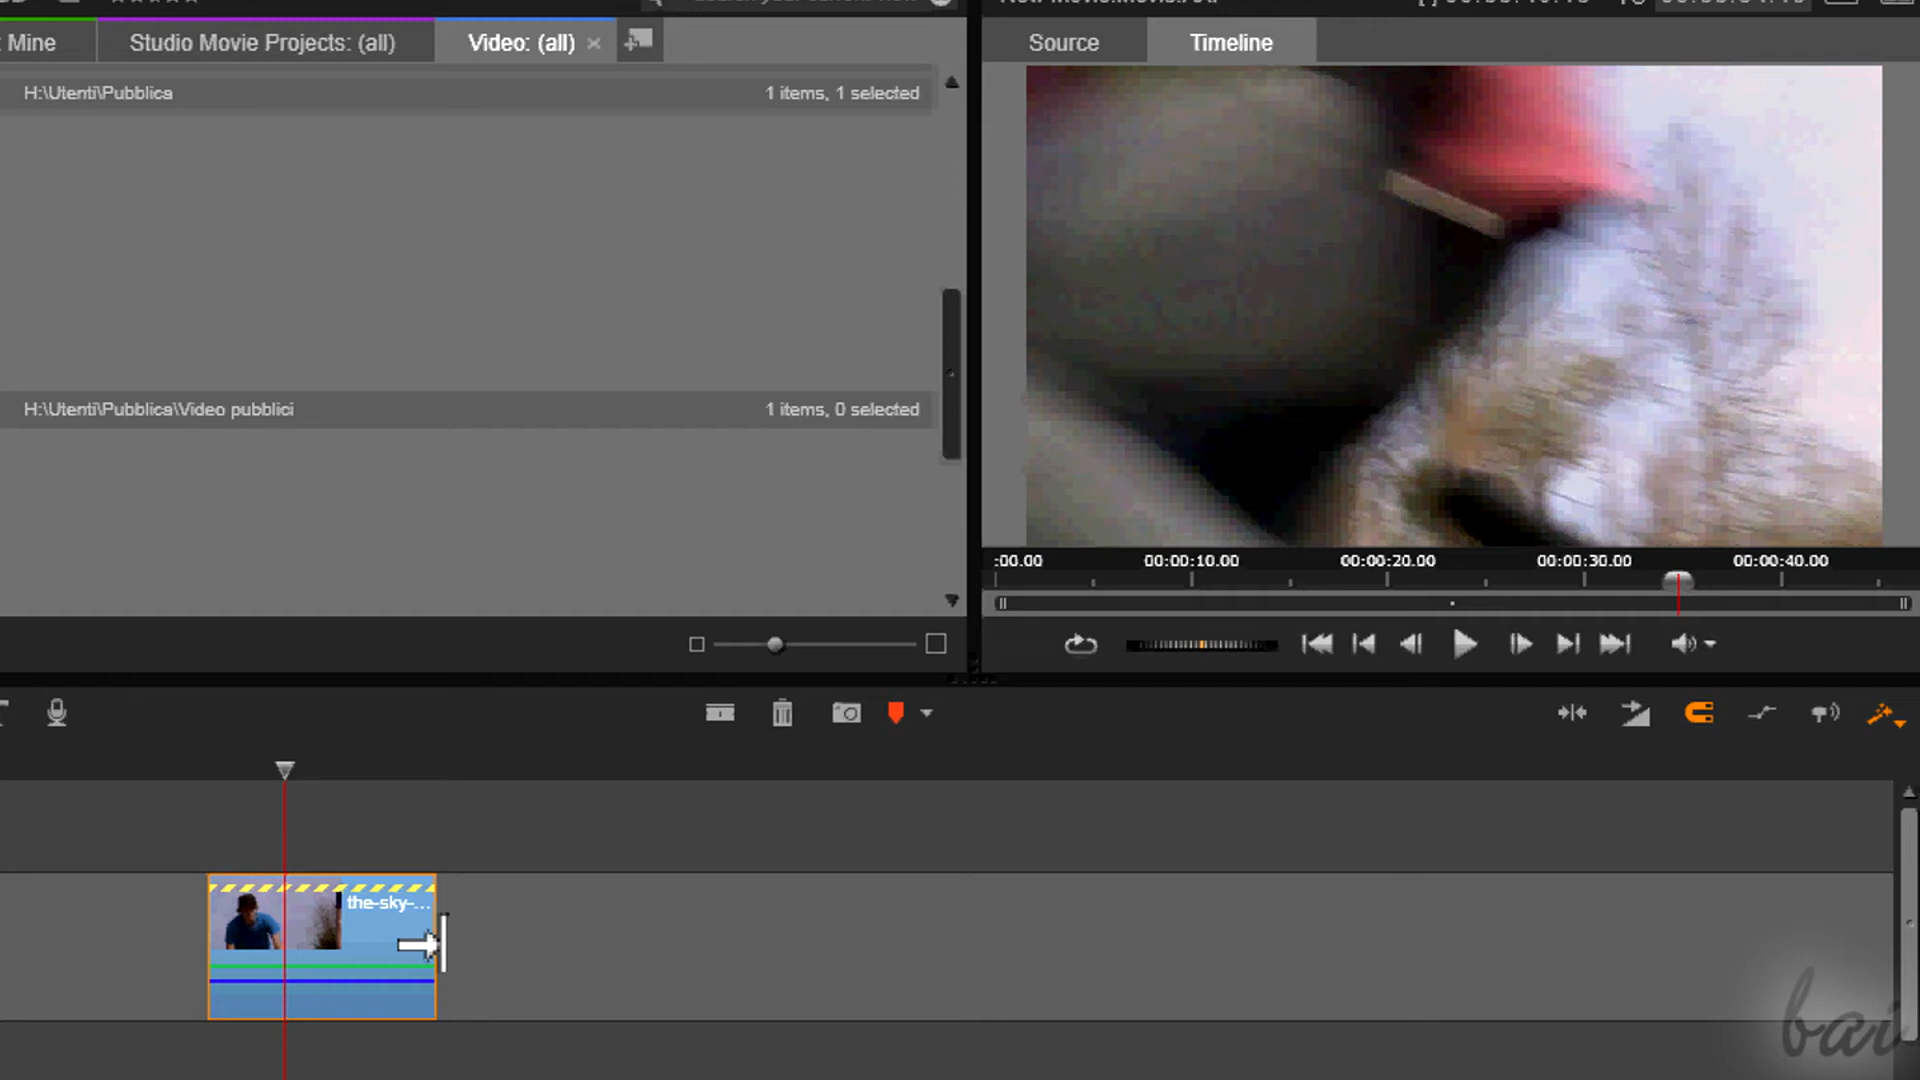 Mine
Studio Movie Projects: (all)
Video: (all)
Source
Timeline
H:\Utenti\Pubblica
1 items, 1 selected
H:\Utenti\Pubblica\Video pubblici
1 items, 0 selected
:00.00
00:00:10.00
00:00:20.00
00:00:30.00
00:00:40.00
the-sky-...
bai